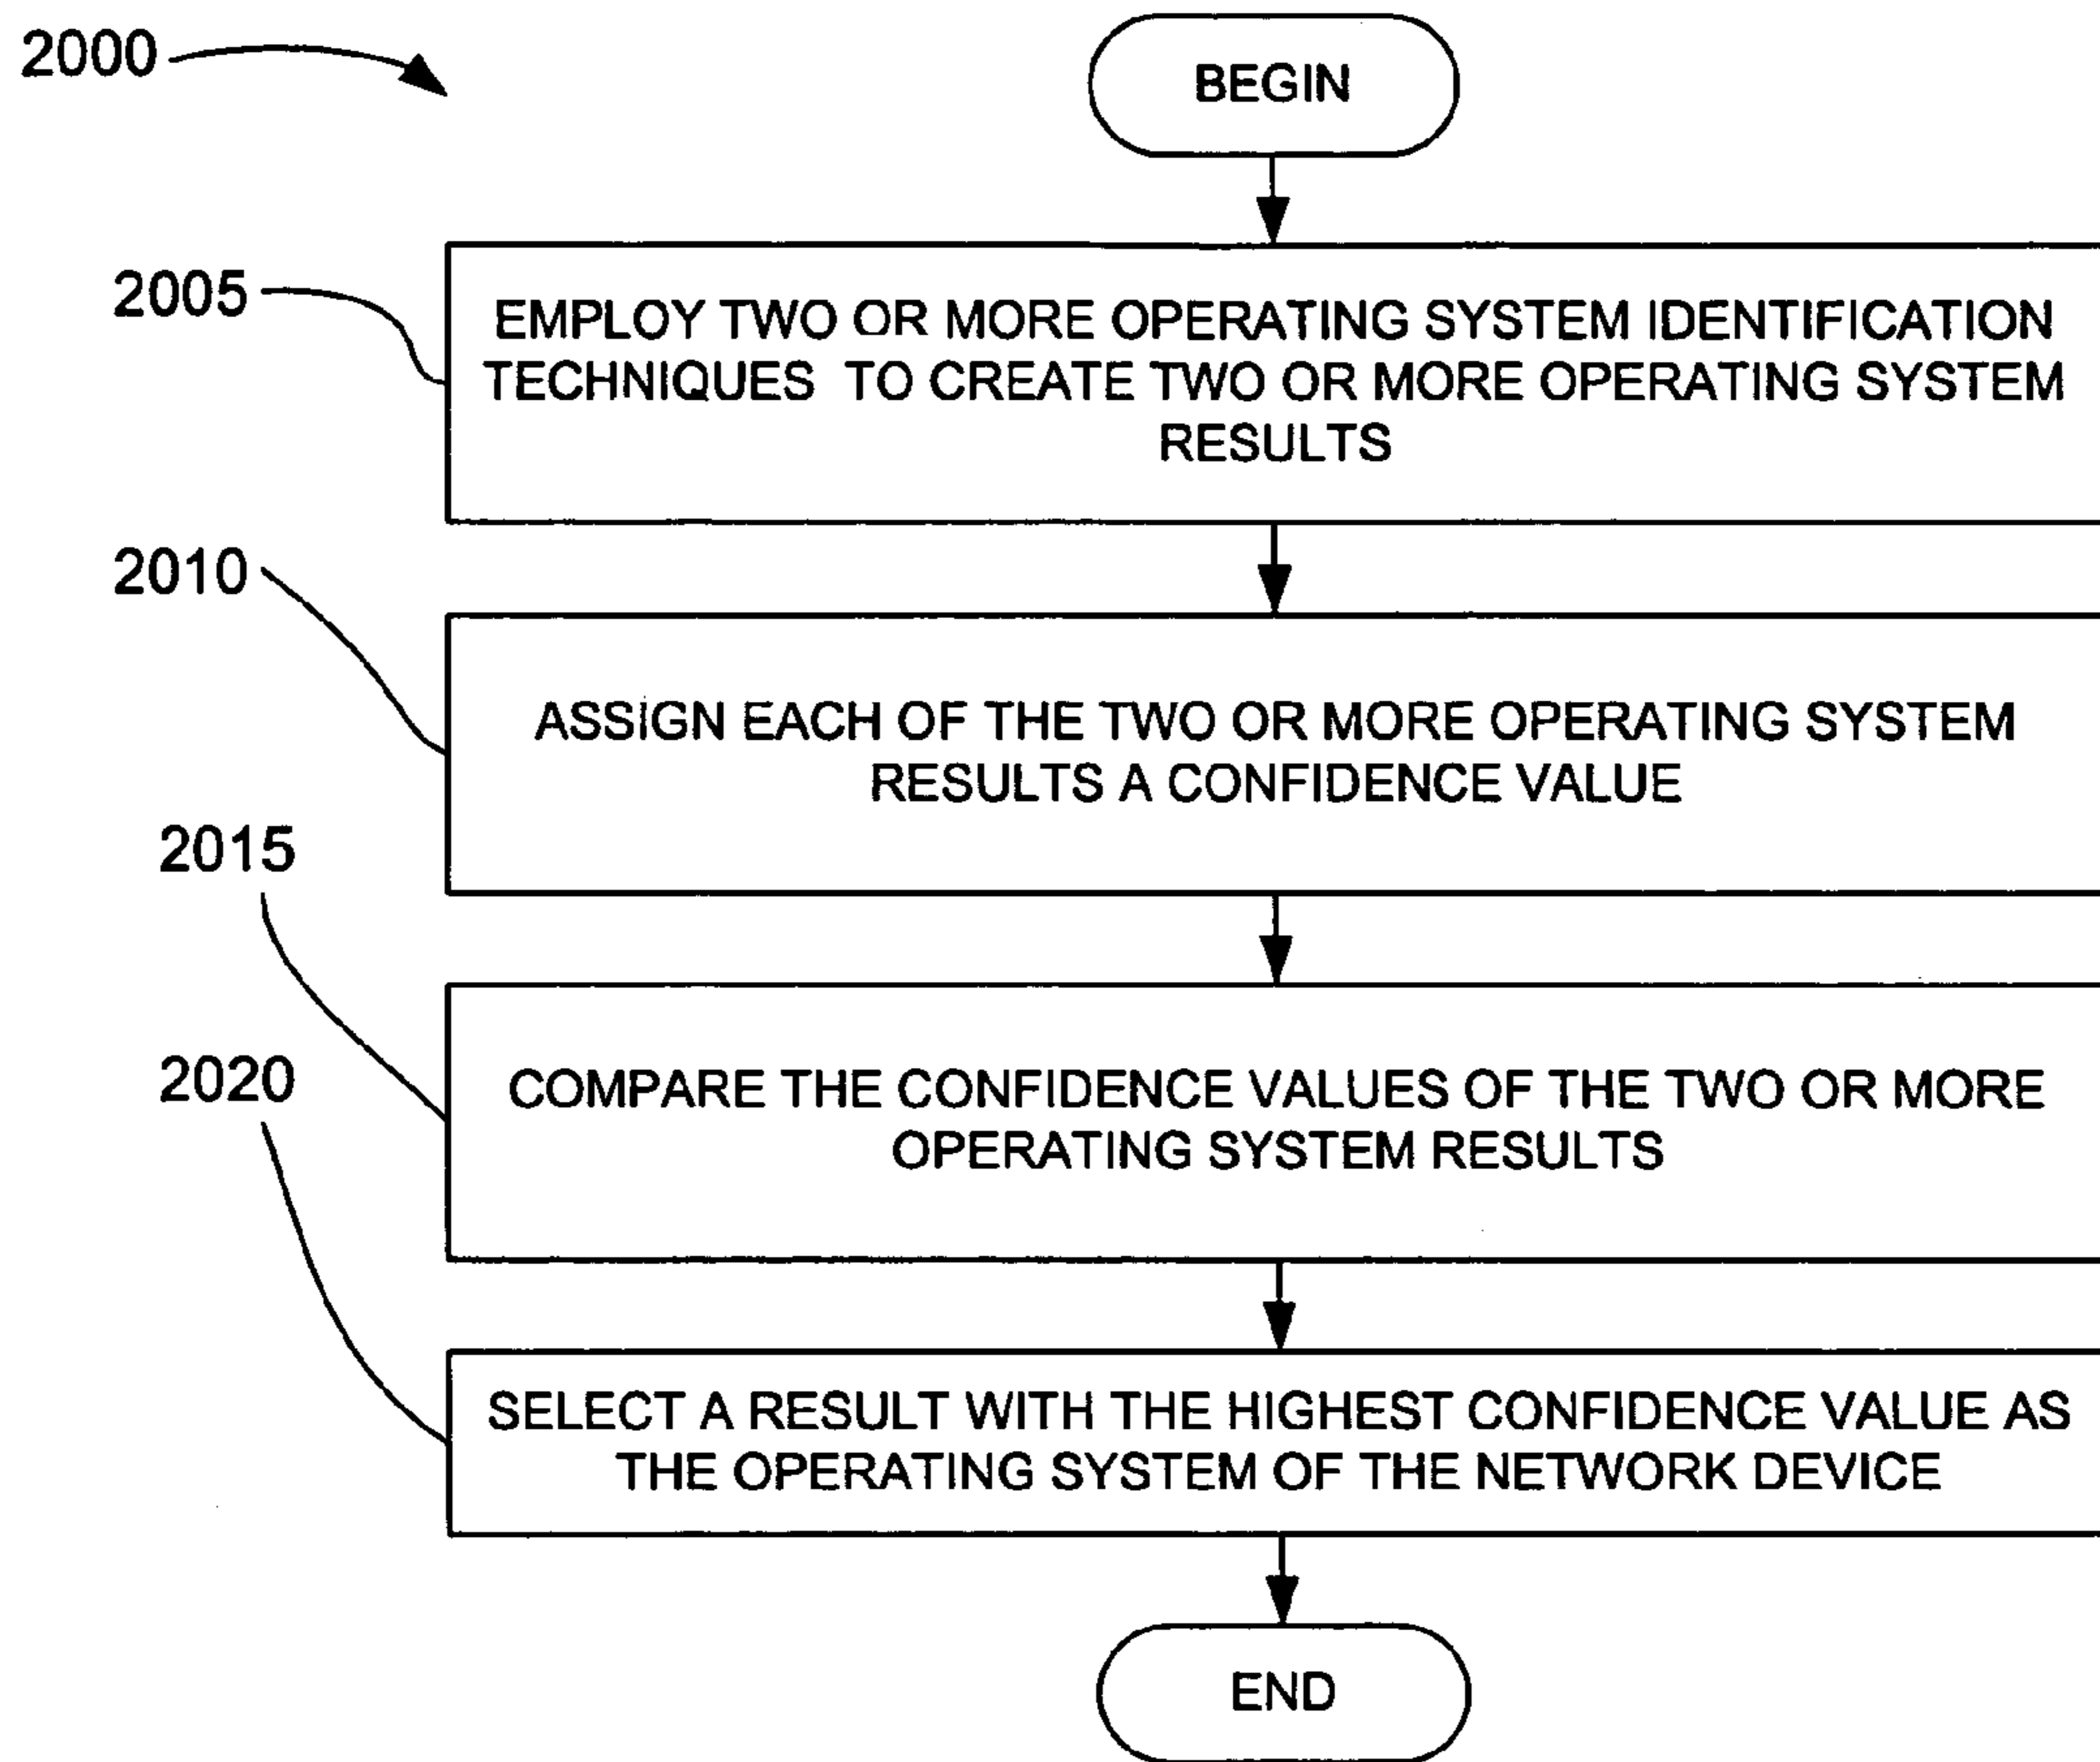 2000
BEGIN
2005
EMPLOY TWO OR MORE OPERATING SYSTEM IDENTIFICATION
TECHNIQUES TO CREATE TWO OR MORE OPERATING SYSTEM
RESULTS
2010
ASSIGN EACH OF THE TWO OR MORE OPERATING SYSTEM
RESULTS A CONFIDENCE VALUE
2015
COMPARE THE CONFIDENCE VALUES OF THE TWO OR MORE
OPERATING SYSTEM RESULTS
2020
SELECT A RESULT WITH THE HIGHEST CONFIDENCE VALUE AS
THE OPERATING SYSTEM OF THE NETWORK DEVICE
END